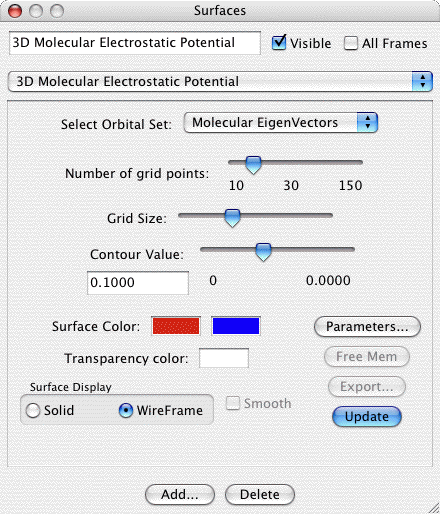 Surfaces
3D Molecular Electrostatic Potential Visible All Frames
3D Molecular Electrostatic Potential
Select Orbital Set: Molecular EigenVectors
Number of grid points:
10 30 150
Grid Size:
Contour Value:
0.1000 0 0.0000
Surface Color: Parameters...
Transparency color: Free Mem
Surface Display Export...
Solid WireFrame Smooth Update
Add... Delete